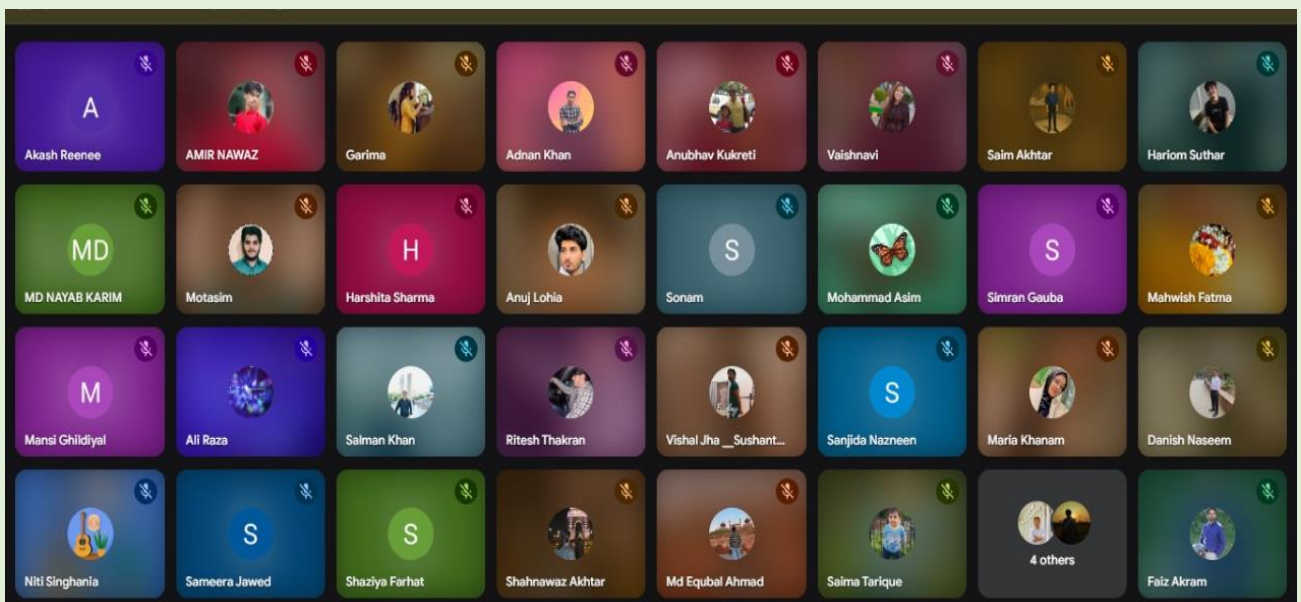 A
Akash Reenee
AMIR NAWAZ
Garima
Adnan Khan
Anubhav Kukreti
Vaishnavi
Saim Akhtar
Hariom Suthar
MD
MD NAYAB KARIM
Motasim
H
Harshita Sharma
Anuj Lohia
S
Sonam
Mohammad Asim
S
Simran Gauba
Mahwish Fatma
M
Mansi Ghildiyal
Ali Raza
Salman Khan
Ritesh Thakran
Vishal Jha __Sushant...
S
Sanjida Nazneen
Maria Khanam
Danish Naseem
Niti Singhania
S
Sameera Jawed
S
Shaziya Farhat
Shahnawaz Akhtar
Md Equbal Ahmad
Saima Tarique
4 others
Faiz Akram